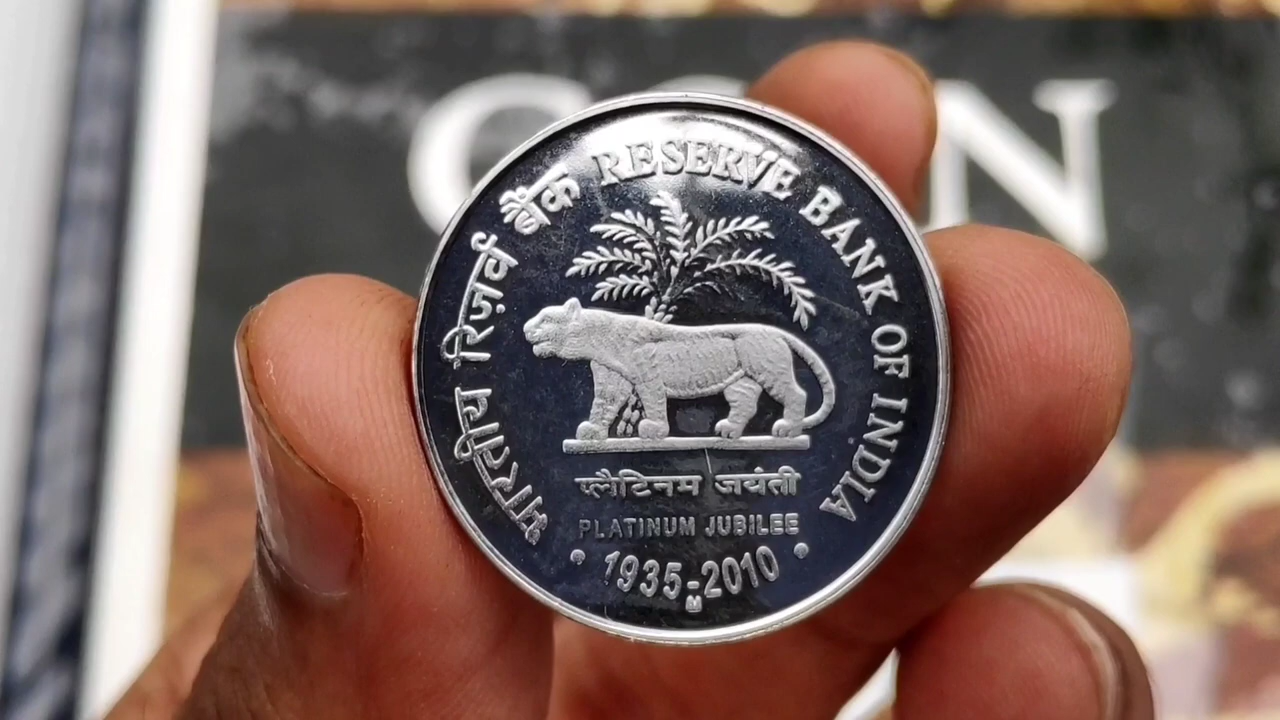 भारतीय रिज़र्व बैंक RESERVE BANK OF INDIA
प्लैटिनम जयंती
PLATINUM JUBILEE
• 1935-2010 •
M